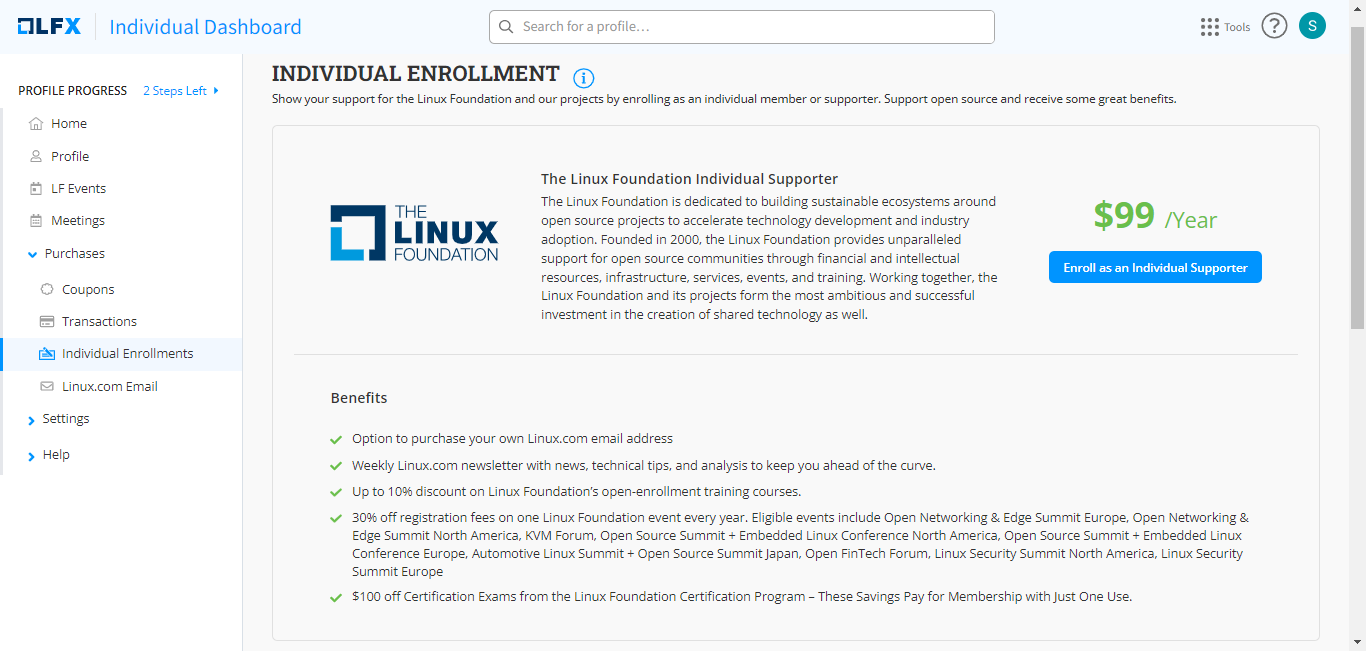 LFX
Individual Dashboard
Search for a profile...
Tools
?
S
PROFILE PROGRESS
2 Steps Left
Home
Profile
LF Events
Meetings
Purchases
Coupons
Transactions
Individual Enrollments
Linux.com Email
Settings
Help
INDIVIDUAL ENROLLMENT
i
Show your support for the Linux Foundation and our projects by enrolling as an individual member or supporter. Support open source and receive some great benefits.
THE
LINUX
FOUNDATION
The Linux Foundation Individual Supporter
The Linux Foundation is dedicated to building sustainable ecosystems around
open source projects to accelerate technology development and industry
adoption. Founded in 2000, the Linux Foundation provides unparalleled
support for open source communities through financial and intellectual
resources, infrastructure, services, events, and training. Working together, the
Linux Foundation and its projects form the most ambitious and successful
investment in the creation of shared technology as well.
$99 /Year
Enroll as an Individual Supporter
Benefits
Option to purchase your own Linux.com email address
Weekly Linux.com newsletter with news, technical tips, and analysis to keep you ahead of the curve.
Up to 10% discount on Linux Foundation’s open-enrollment training courses.
30% off registration fees on one Linux Foundation event every year. Eligible events include Open Networking & Edge Summit Europe, Open Networking &
Edge Summit North America, KVM Forum, Open Source Summit + Embedded Linux Conference North America, Open Source Summit + Embedded Linux
Conference Europe, Automotive Linux Summit + Open Source Summit Japan, Open FinTech Forum, Linux Security Summit North America, Linux Security
Summit Europe
$100 off Certification Exams from the Linux Foundation Certification Program – These Savings Pay for Membership with Just One Use.